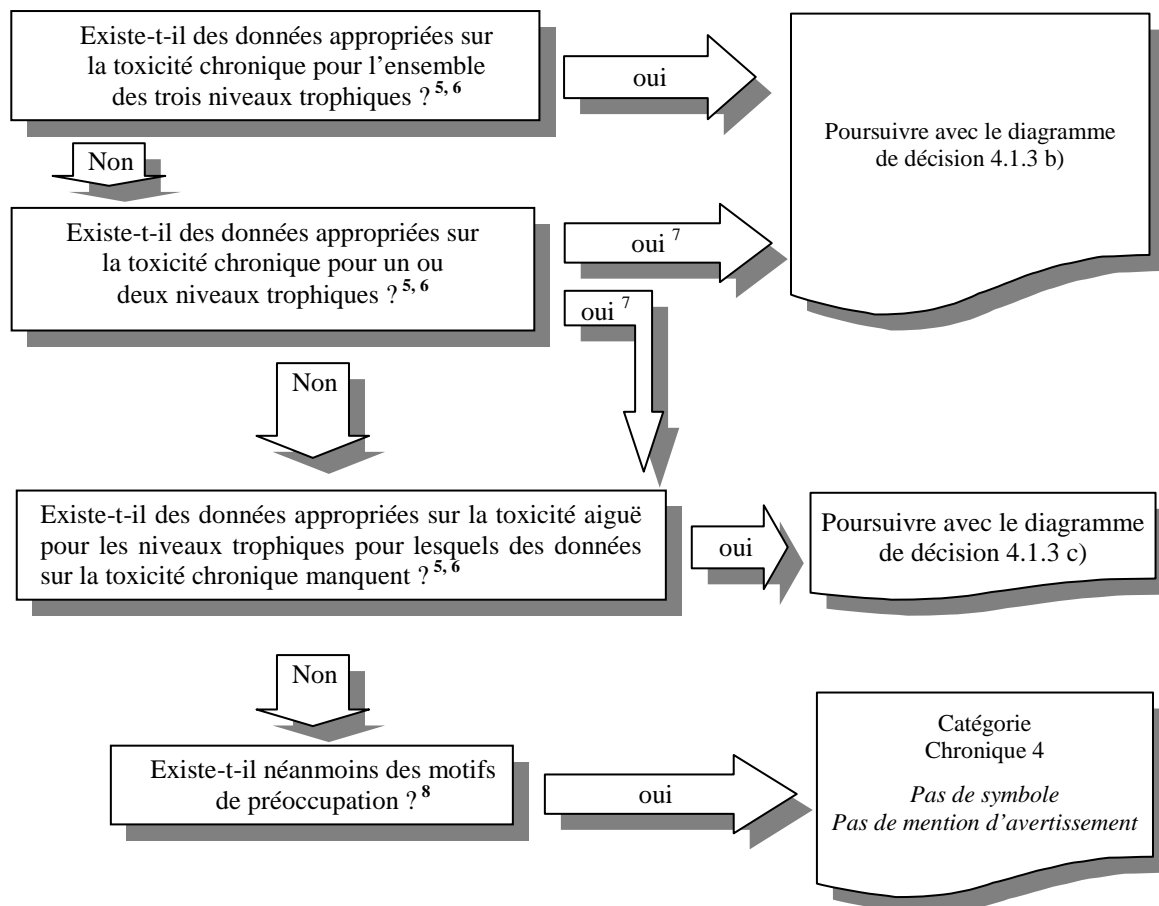 Existe-t-il des données appropriées sur
la toxicité chronique pour l'ensemble
des trois niveaux trophiques ? 5, 6
oui
Poursuivre avec le diagramme
de décision 4.1.3 b)
Non
Existe-t-il des données appropriées sur
la toxicité chronique pour un ou
deux niveaux trophiques ? 5, 6
oui 7
oui 7
Non
Existe-t-il des données appropriées sur la toxicité aiguë
pour les niveaux trophiques pour lesquels des données
sur la toxicité chronique manquent ? 5, 6
oui
Poursuivre avec le diagramme
de décision 4.1.3 c)
Non
Existe-t-il néanmoins des motifs
de préoccupation ? 8
oui
Catégorie
Chronique 4
Pas de symbole
Pas de mention d'avertissement